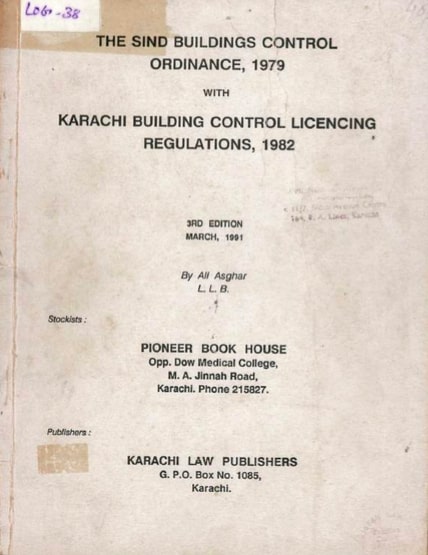 LOG-38
THE SIND BUILDINGS CONTROL
ORDINANCE, 1979
WITH
KARACHI BUILDING CONTROL LICENCING
REGULATIONS, 1982
3RD EDITION
MARCH, 1991
By Ali Asghar
L. L. B.
Stockists :
PIONEER BOOK HOUSE
Opp. Dow Medical College,
M. A. Jinnah Road,
Karachi. Phone 215827.
Publishers :
KARACHI LAW PUBLISHERS
G. P.O. Box No. 1085,
Karachi.